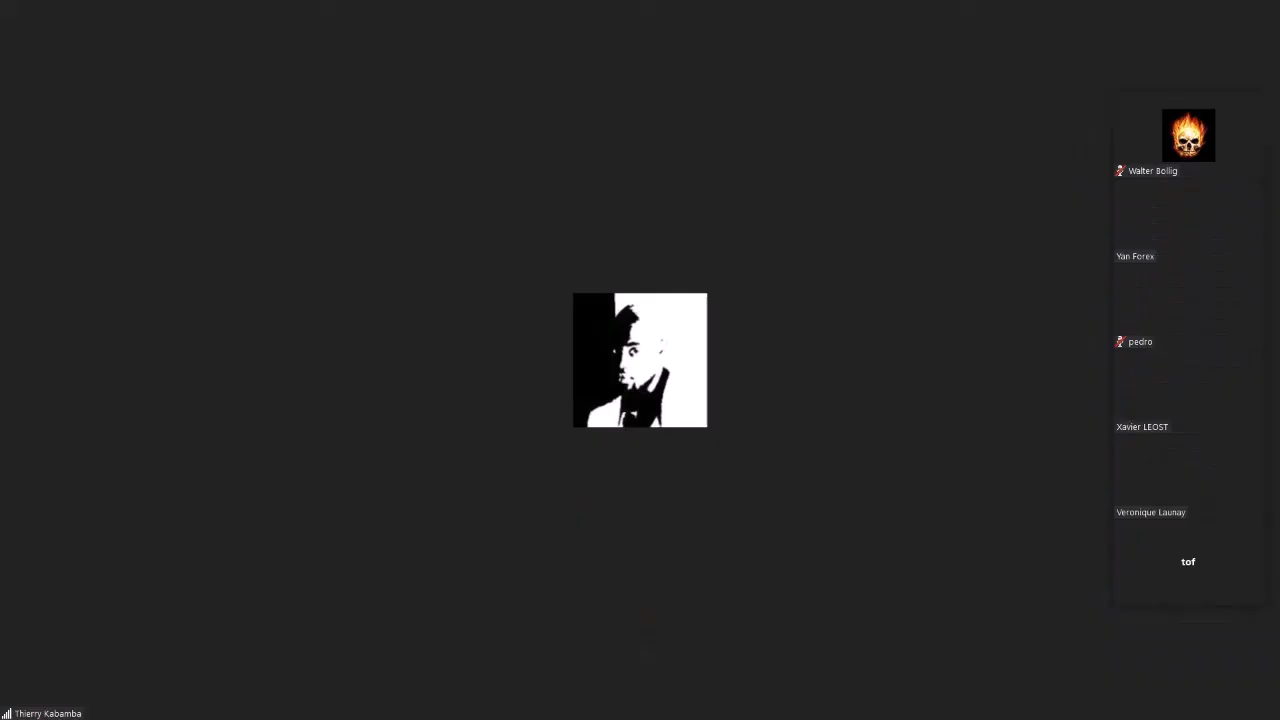 Walter Bollig
Yan Forex
pedro
Xavier LEOST
Veronique Launay
tof
Thierry Kabamba